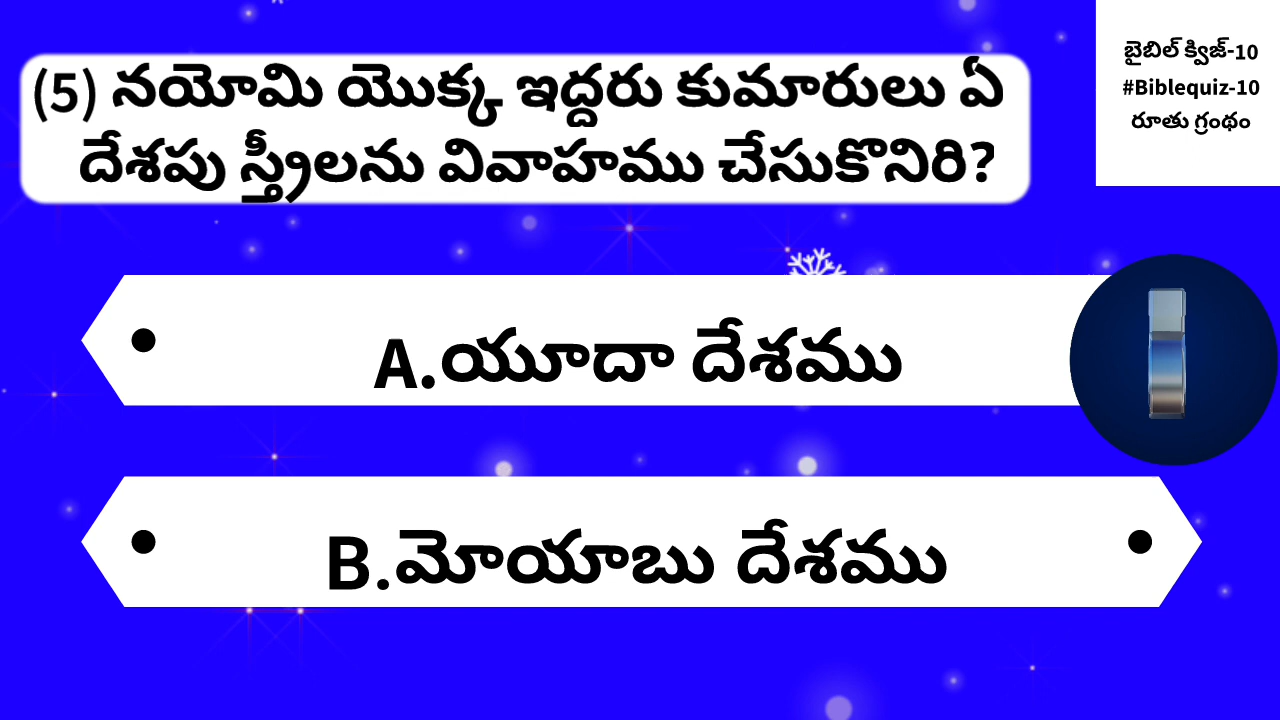 (5) నయోమి యొక్క ఇద్దరు కుమారులు ఏ
దేశపు స్త్రీలను వివాహము చేసుకొనిరి?
బైబిల్ క్విజ్-10
#Biblequiz-10
రూతు గ్రంథం
A.యూదా దేశము
B.మోయాబు దేశము